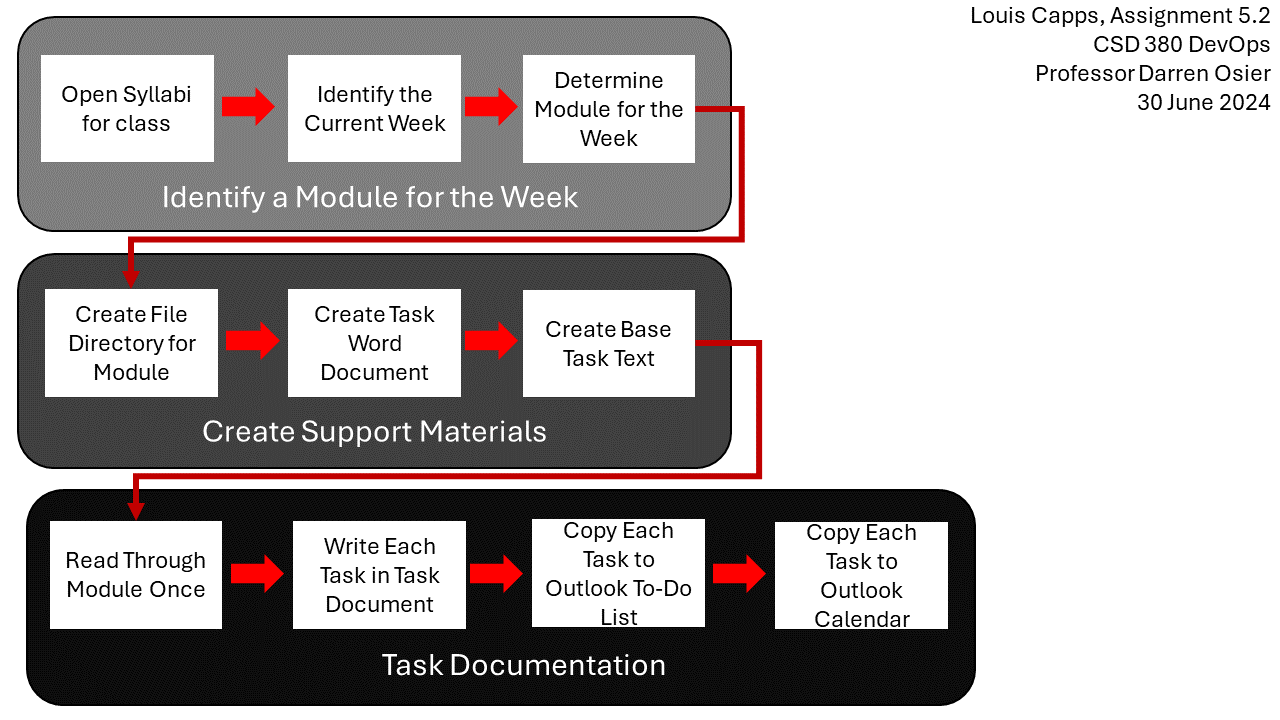 Louis Capps, Assignment 5.2
CSD 380 DevOps
Professor Darren Osier
30 June 2024
Open Syllabi
for class
Identify the
Current Week
Determine
Module for the
Week
Identify a Module for the Week
Create File
Directory for
Module
Create Task
Word
Document
Create Base
Task Text
Create Support Materials
Read Through
Module Once
Write Each
Task in Task
Document
Copy Each
Task to
Outlook To-Do
List
Copy Each
Task to
Outlook
Calendar
Task Documentation